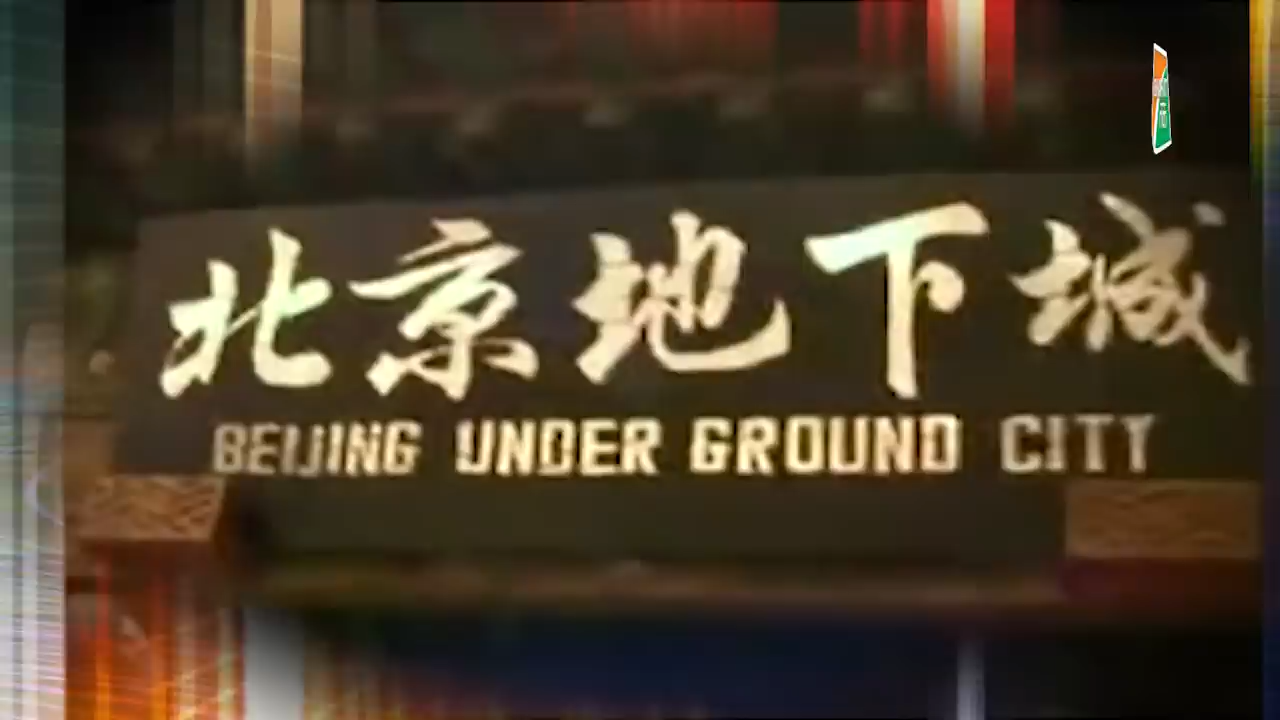 北京地下城
BEIJING UNDER GROUND CITY